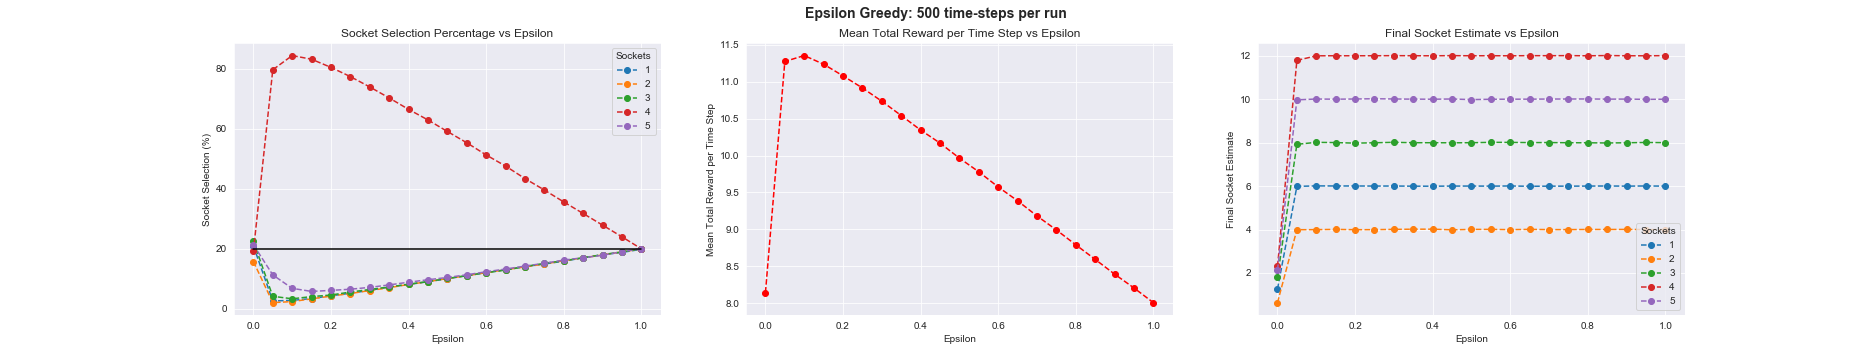 Epsilon Greedy: 500 time-steps per run
Socket Selection Percentage vs Epsilon
Socket Selection (%)
80
60
40
20
0
0.0 0.2 0.4 0.6 0.8 1.0
Epsilon
Sockets
1
2
3
4
5
Mean Total Reward per Time Step vs Epsilon
Mean Total Reward per Time Step
11.5
11.0
10.5
10.0
9.5
9.0
8.5
8.0
0.0 0.2 0.4 0.6 0.8 1.0
Epsilon
Final Socket Estimate vs Epsilon
Final Socket Estimate
12
10
8
6
4
2
0.0 0.2 0.4 0.6 0.8 1.0
Epsilon
Sockets
1
2
3
4
5